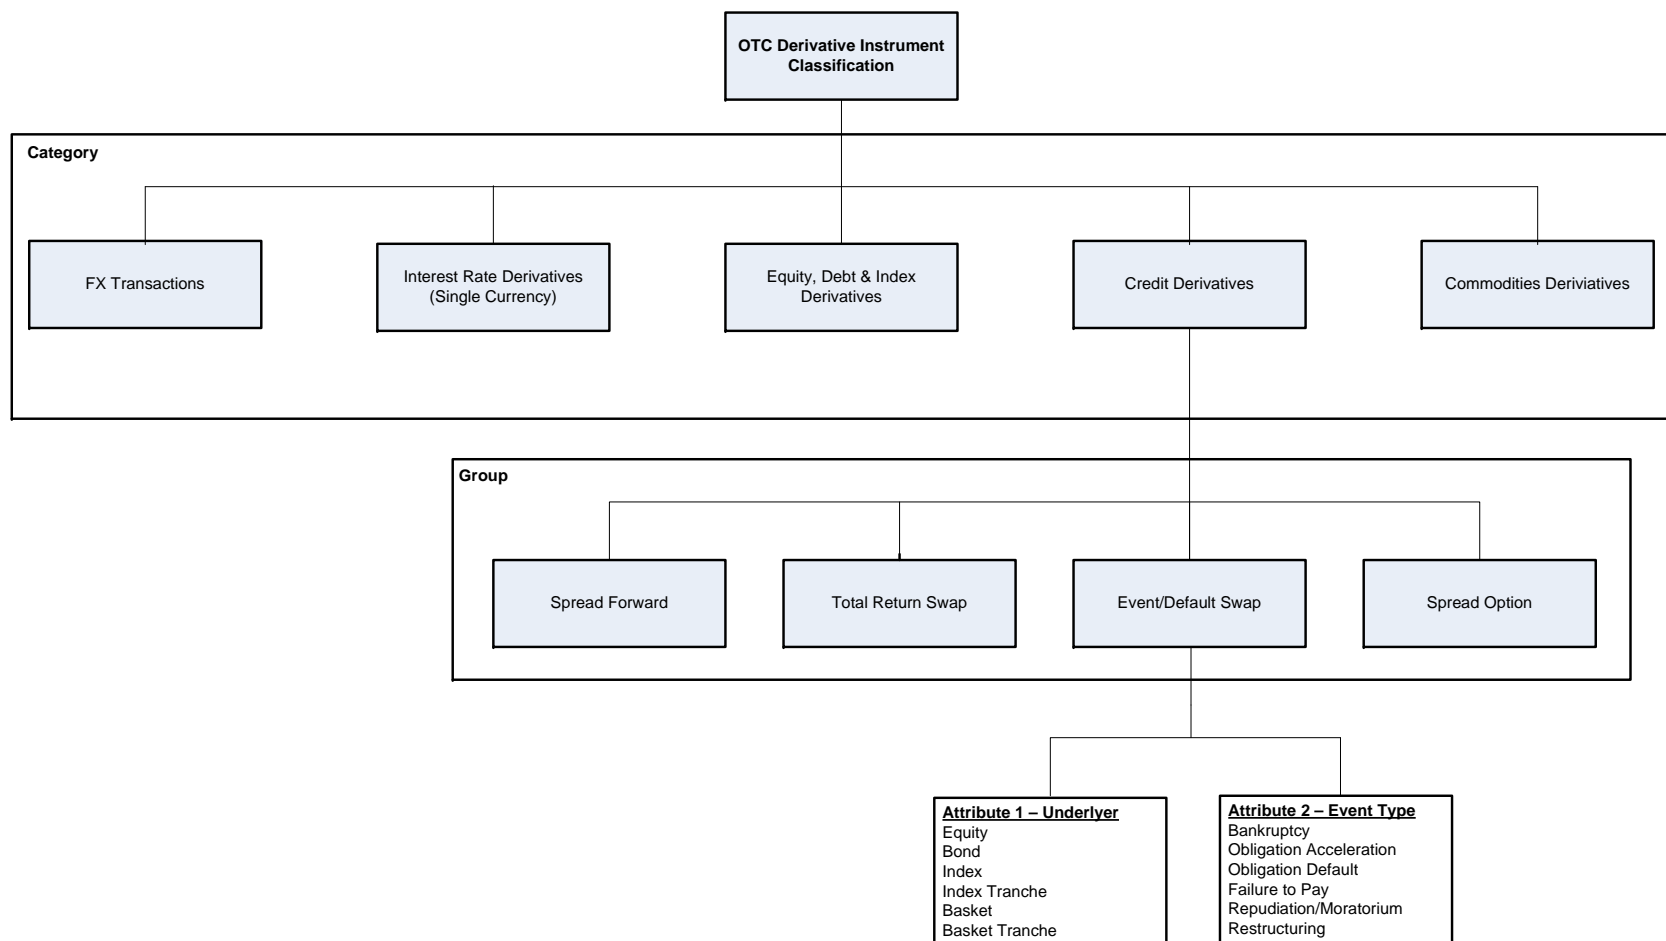 OTC Derivative Instrument
Classification
Category
FX Transactions
Interest Rate Derivatives
(Single Currency)
Equity, Debt & Index
Derivatives
Credit Derivatives
Commodities Deriviatives
Group
Spread Forward
Total Return Swap
Event/Default Swap
Spread Option
Attribute 1 – Underlyer
Equity
Bond
Index
Index Tranche
Basket
Basket Tranche
Attribute 2 – Event Type
Bankruptcy
Obligation Acceleration
Obligation Default
Failure to Pay
Repudiation/Moratorium
Restructuring